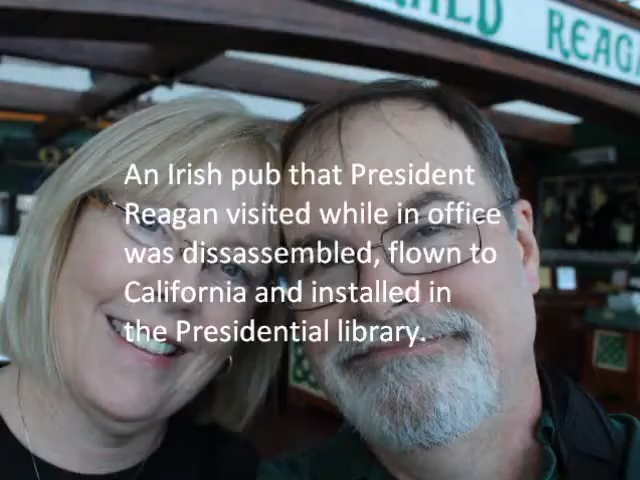 REAGA
An Irish pub that President
Reagan visited while in office
was dissassembled, flown to
California and installed in
the Presidential library.